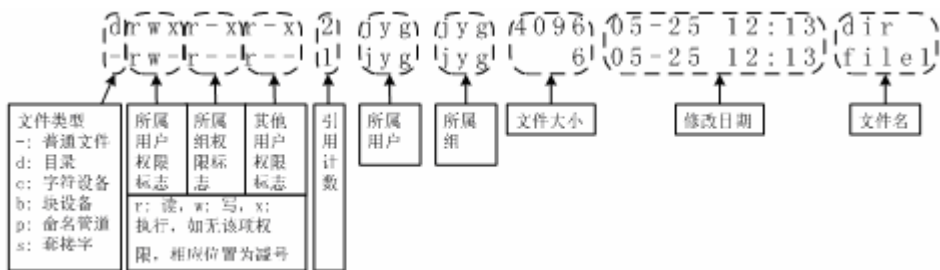 drwxr-xr-x 2 jyg jyg 4096 05-25 12:13 dir
-rw-r--r-- 1 jyg jyg 6 05-25 12:13 file1
文件类型
-: 普通文件
d: 目录
c: 字符设备
b: 块设备
p: 命名管道
s: 套接字
所属
用户
权限
标志
所属
组权
限标
志
其他
用户
权限
标志
r: 读, w: 写, x:
执行, 如无该项权
限, 相应位置为减号
引
用
计
数
所属
用户
所属
组
文件大小
修改日期
文件名